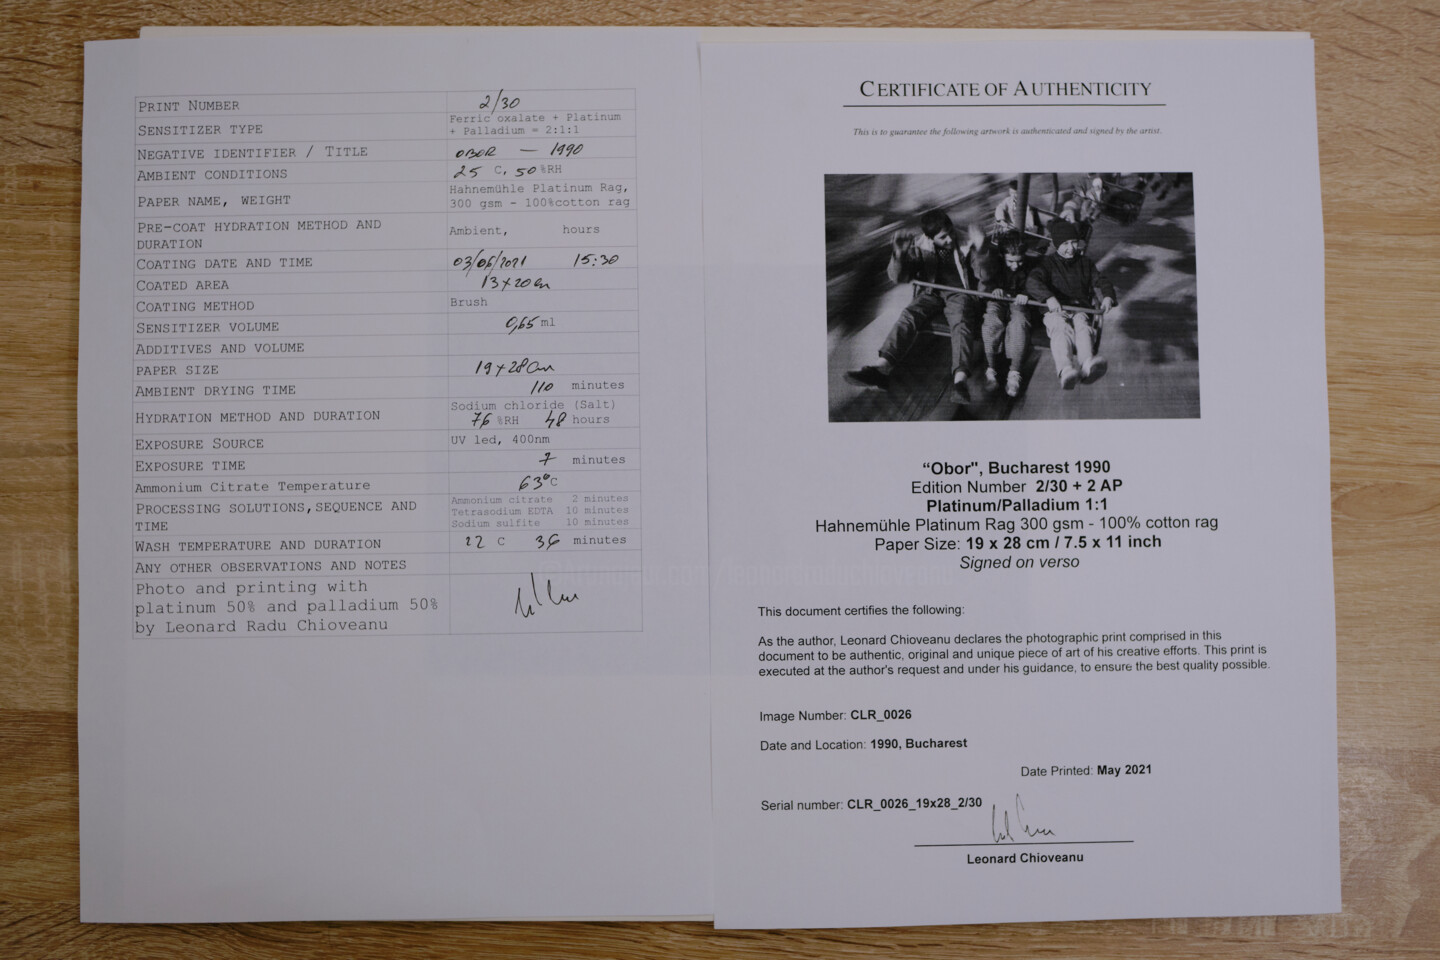 PRINT NUMBER 2/30
SENSITIZER TYPE Ferric oxalate + Platinum
+ Palladium = 2:1:1
NEGATIVE IDENTIFIER / TITLE OBOR — 1990
AMBIENT CONDITIONS 25 C, 50 %RH
PAPER NAME, WEIGHT Hahnemühle Platinum Rag,
300 gsm - 100%cotton rag
PRE-COAT HYDRATION METHOD AND
DURATION Ambient, hours
COATING DATE AND TIME 03/05/2021 15:30
COATED AREA 13x20cm
COATING METHOD Brush
SENSITIZER VOLUME 0,65 ml
ADDITIVES AND VOLUME
PAPER SIZE 19x28cm
AMBIENT DRYING TIME 110 minutes
HYDRATION METHOD AND DURATION Sodium chloride (Salt)
76 %RH 48 hours
EXPOSURE SOURCE UV led, 400nm
EXPOSURE TIME 7 minutes
Ammonium Citrate Temperature 63°C
PROCESSING SOLUTIONS,SEQUENCE AND
TIME
Ammonium citrate 2 minutes
Tetrasodium EDTA 10 minutes
Sodium sulfite 10 minutes
WASH TEMPERATURE AND DURATION 22 C 36 minutes
ANY OTHER OBSERVATIONS AND NOTES
Photo and printing with
platinum 50% and palladium 50%
by Leonard Radu Chioveanu
CERTIFICATE OF AUTHENTICITY
This is to guarantee the following artwork is authenticated and signed by the artist.
“Obor", Bucharest 1990
Edition Number 2/30 + 2 AP
Platinum/Palladium 1:1
Hahnemühle Platinum Rag 300 gsm - 100% cotton rag
Paper Size: 19 x 28 cm / 7.5 x 11 inch
Signed on verso
This document certifies the following:
As the author, Leonard Chioveanu declares the photographic print comprised in this
document to be authentic, original and unique piece of art of his creative efforts. This print is
executed at the author's request and under his guidance, to ensure the best quality possible.
Image Number: CLR_0026
Date and Location: 1990, Bucharest
Date Printed: May 2021
Serial number: CLR_0026_19x28_2/30
Leonard Chioveanu